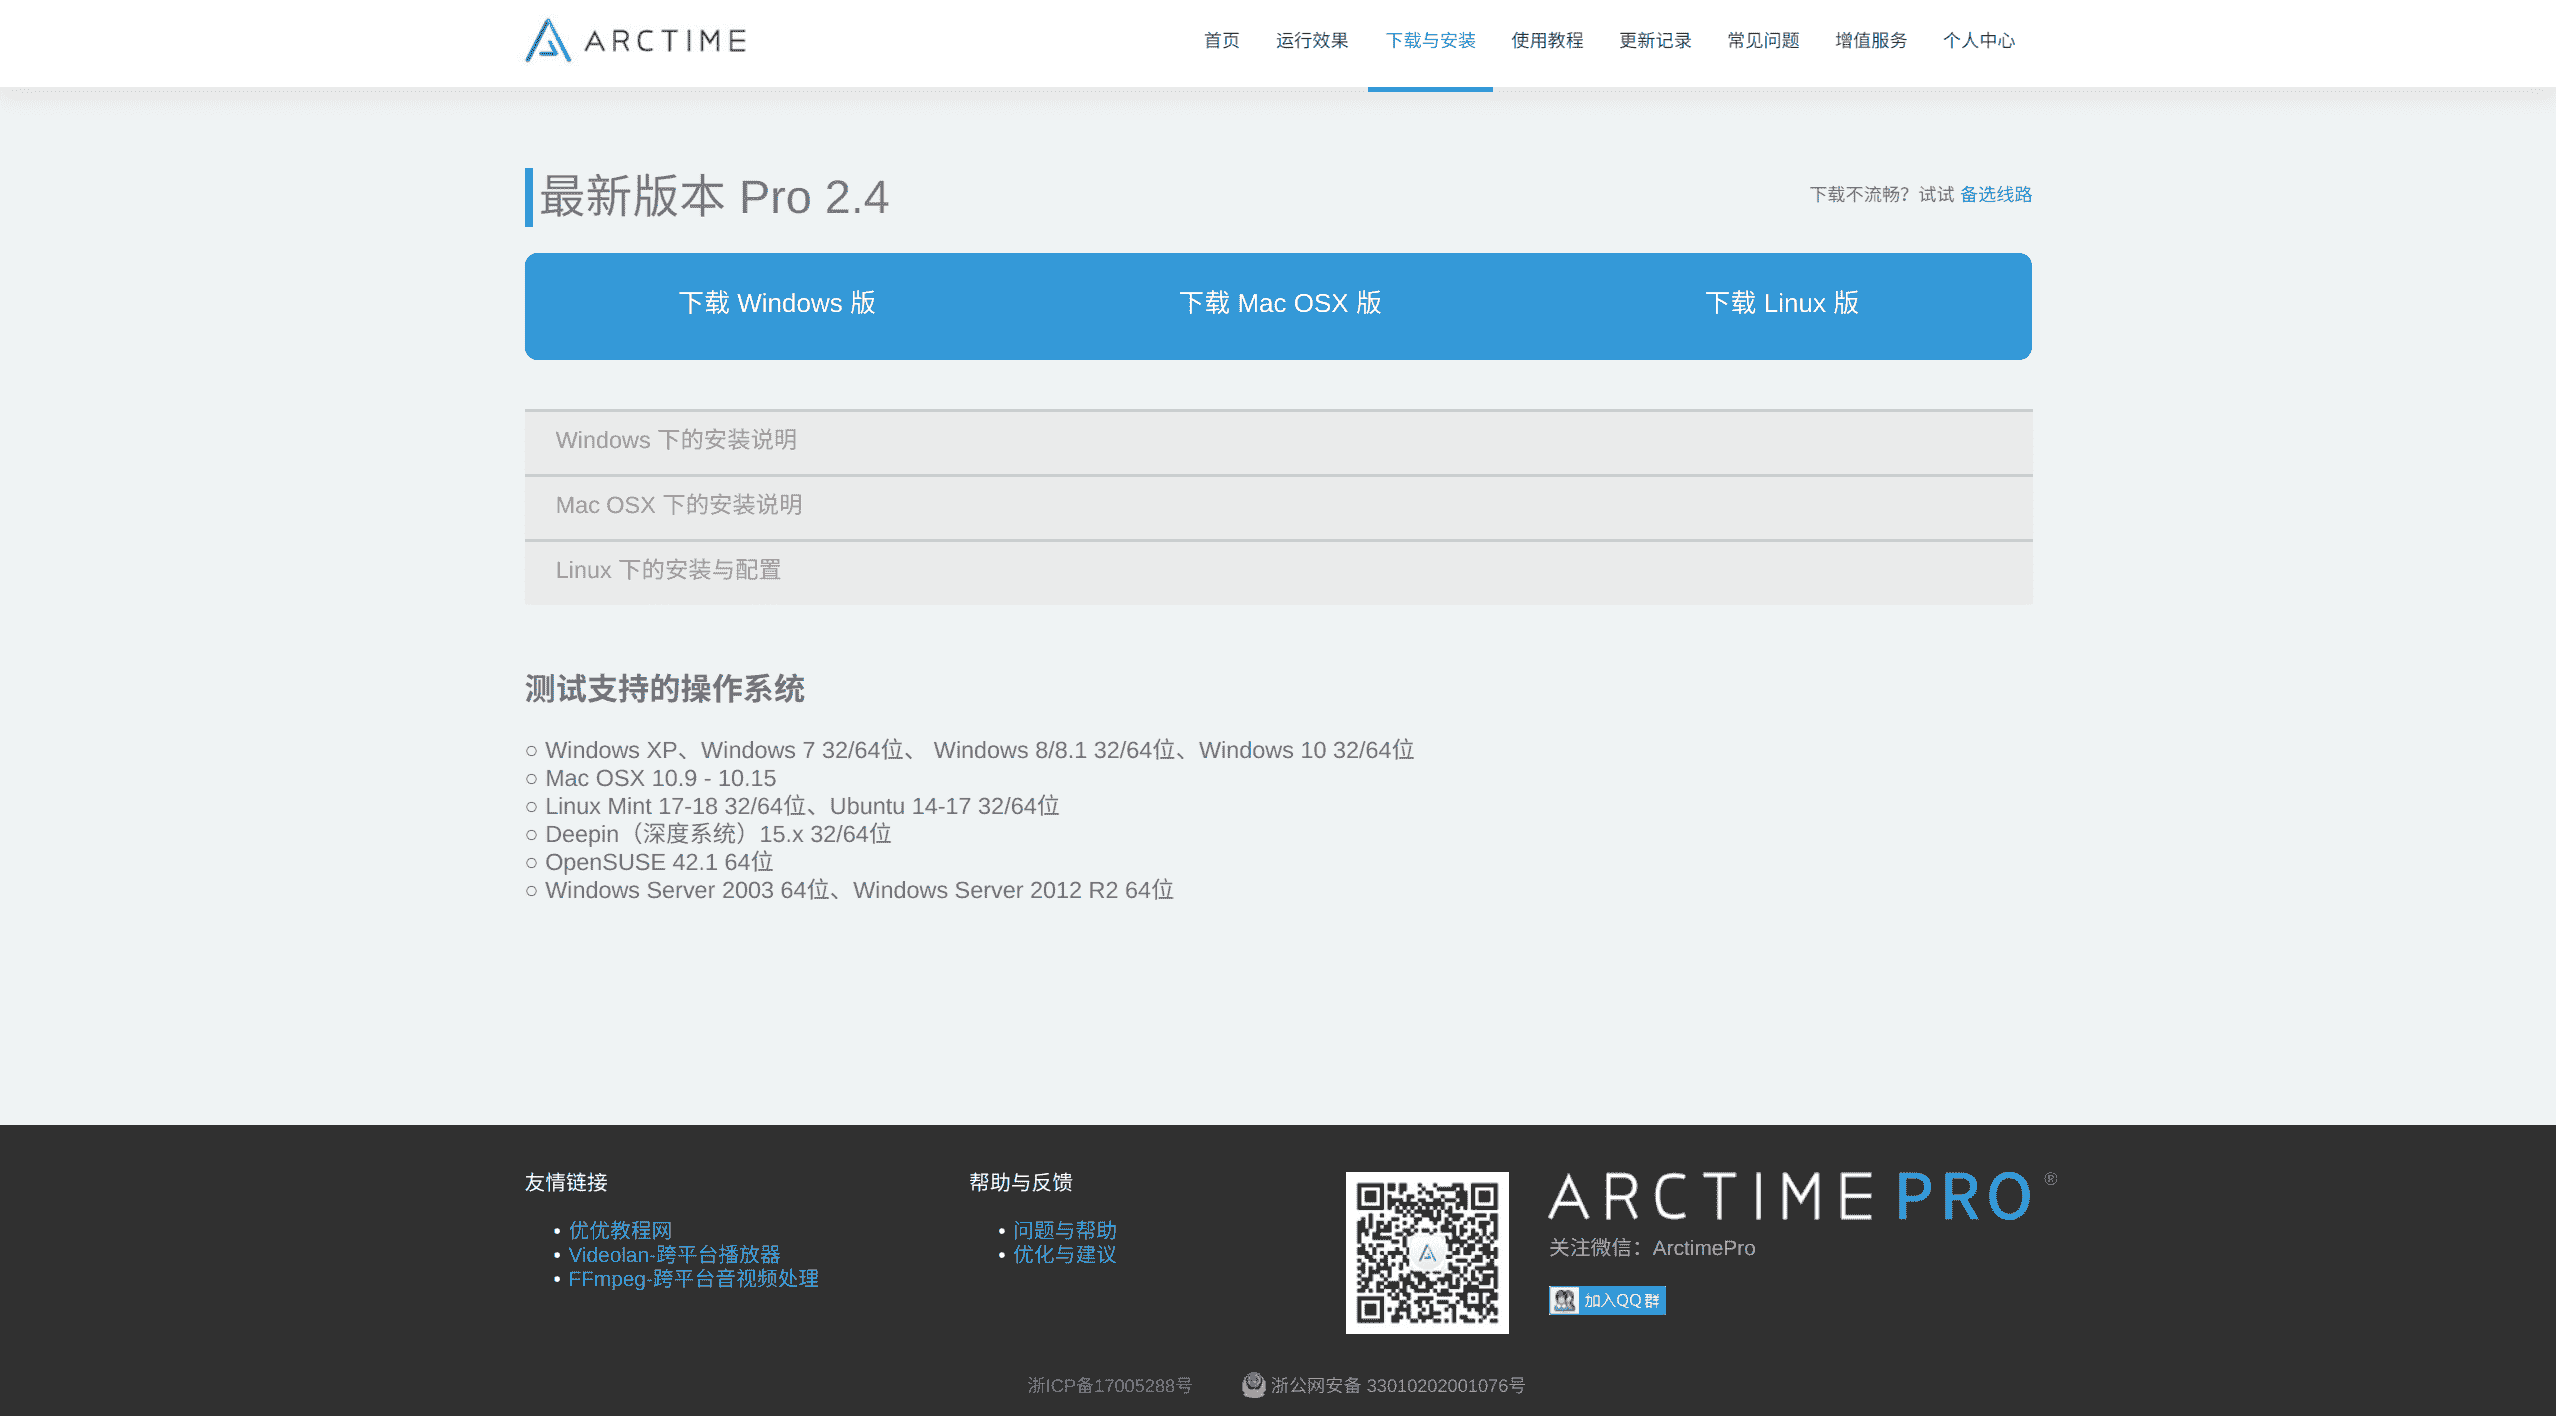 ARCTIME
首页 运行效果 下载与安装 使用教程 更新记录 常见问题 增值服务 个人中心
最新版本 Pro 2.4
下载不流畅？试试 备选线路
下载 Windows 版 下载 Mac OSX 版 下载 Linux 版
Windows 下的安装说明
Mac OSX 下的安装说明
Linux 下的安装与配置
测试支持的操作系统
○ Windows XP、Windows 7 32/64位、 Windows 8/8.1 32/64位、Windows 10 32/64位
○ Mac OSX 10.9 - 10.15
○ Linux Mint 17-18 32/64位、Ubuntu 14-17 32/64位
○ Deepin（深度系统）15.x 32/64位
○ OpenSUSE 42.1 64位
○ Windows Server 2003 64位、Windows Server 2012 R2 64位
友情链接
• 优优教程网
• Videolan-跨平台播放器
• FFmpeg-跨平台音视频处理
帮助与反馈
• 问题与帮助
• 优化与建议
ARCTIME PRO ®
关注微信：ArctimePro
加入QQ群
浙ICP备17005288号 浙公网安备 33010202001076号